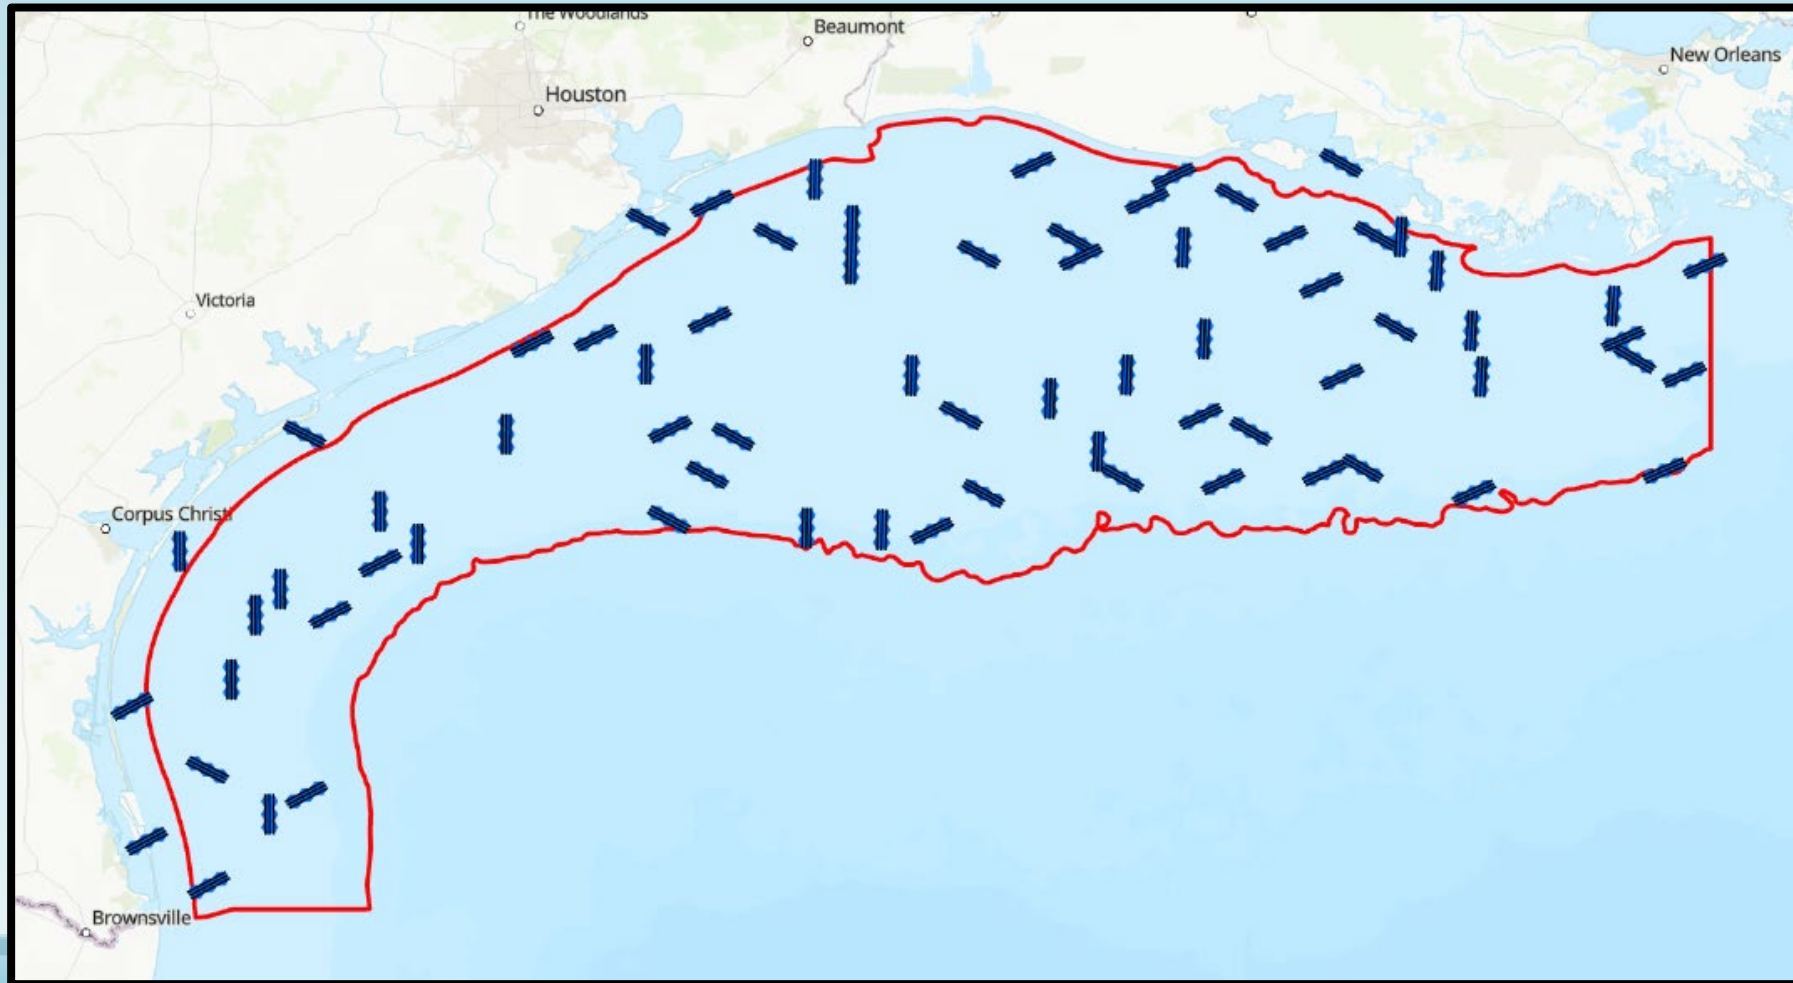 The Woodlands
Beaumont
New Orleans
Houston
Victoria
Corpus Christi
Brownsville